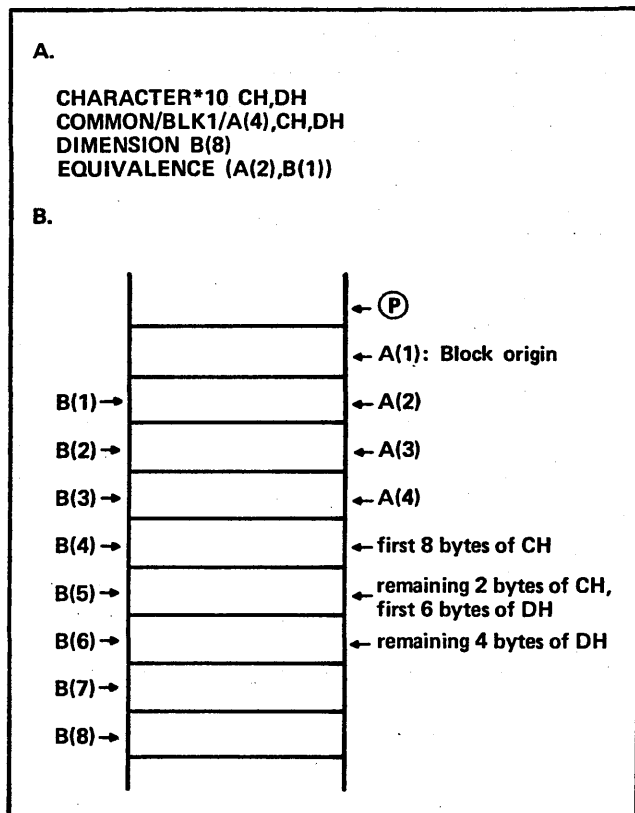 A.
CHARACTER*10 CH,DH
COMMON/BLK1/A(4),CH,DH
DIMENSION B(8)
EQUIVALENCE (A(2),B(1))
B.
← Ⓟ
← A(1): Block origin
B(1) → ← A(2)
B(2) → ← A(3)
B(3) → ← A(4)
B(4) → ← first 8 bytes of CH
B(5) → ← remaining 2 bytes of CH,
first 6 bytes of DH
B(6) → ← remaining 4 bytes of DH
B(7) →
B(8) →